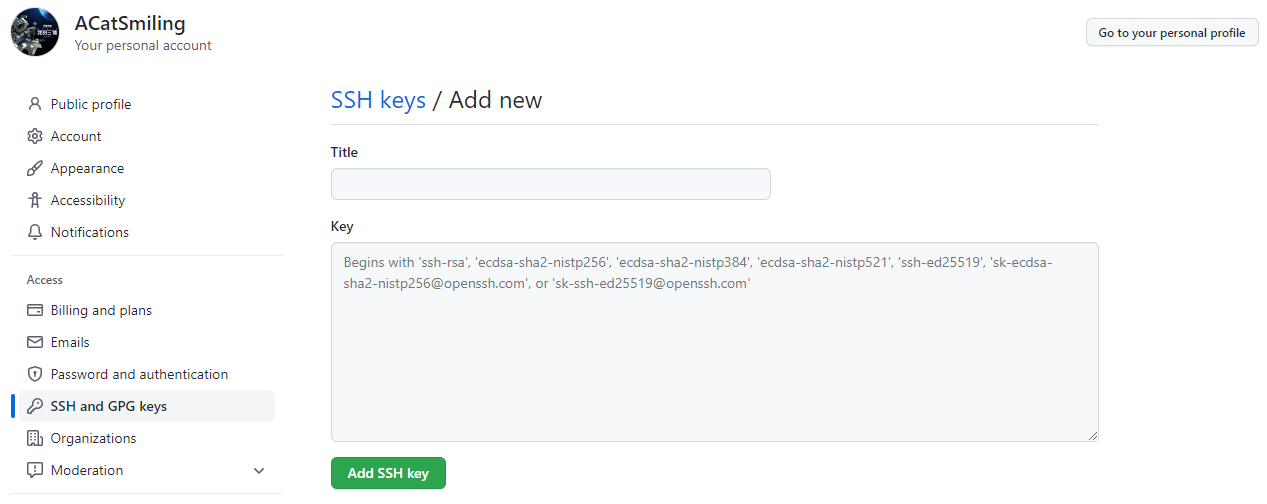 ACatSmiling
Your personal account
Go to your personal profile
Public profile
Account
Appearance
Accessibility
Notifications
Access
Billing and plans
Emails
Password and authentication
SSH and GPG keys
Organizations
Moderation
SSH keys / Add new
Title
Key
Begins with 'ssh-rsa', 'ecdsa-sha2-nistp256', 'ecdsa-sha2-nistp384', 'ecdsa-sha2-nistp521', 'ssh-ed25519', 'sk-ecdsa-
sha2-nistp256@openssh.com', or 'sk-ssh-ed25519@openssh.com'
Add SSH key